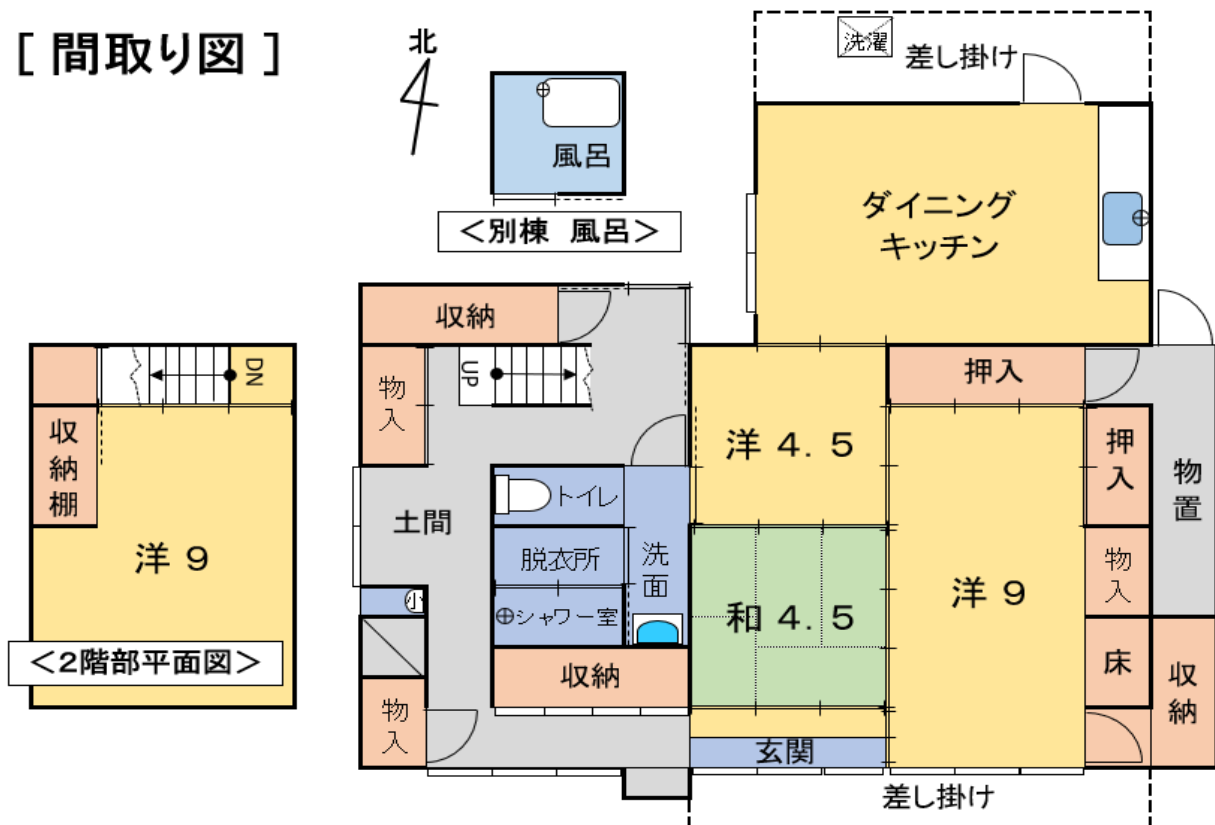 [ 間取り図 ]
北
洗濯
差し掛け
風呂
＜別棟 風呂＞
ダイニング
キッチン
収納
物入
UP
押入
洋 4.5
押入
物置
DN
収納棚
洋 9
＜2階部平面図＞
土間
トイレ
脱衣所
洗面
小
シャワー室
和 4.5
洋 9
物入
床
収納
収納
物入
玄関
差し掛け